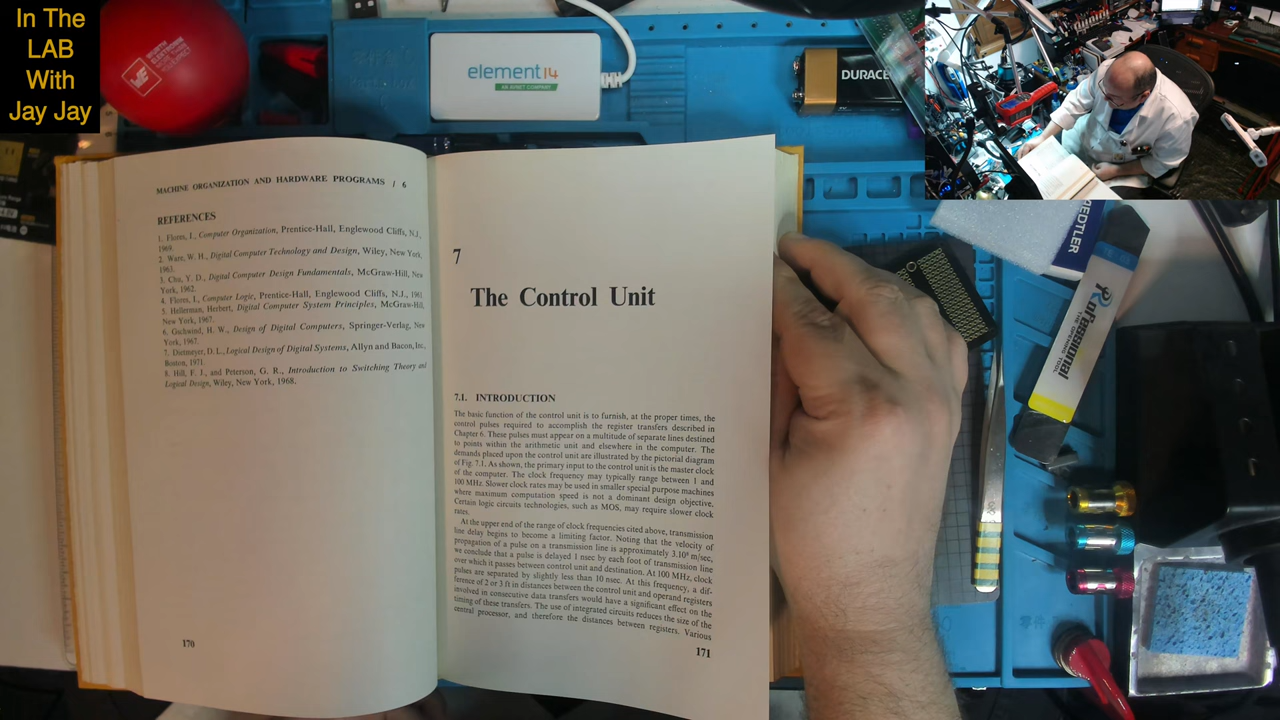 In The
LAB
With
Jay Jay
element14
AN AVNET COMPANY
DURACE
MACHINE ORGANIZATION AND HARDWARE PROGRAMS / 6
REFERENCES
1. Flores, I., Computer Organization, Prentice-Hall, Englewood Cliffs, N.J.,
1969.
2. Ware, W. H., Digital Computer Technology and Design, Wiley, New York,
1963.
3. Chu, Y. D., Digital Computer Design Fundamentals, McGraw-Hill, New
York, 1962.
4. Flores, I., Computer Logic, Prentice-Hall, Englewood Cliffs, N.J., 1961.
5. Hellerman, Herbert, Digital Computer System Principles, McGraw-Hill,
New York, 1967.
6. Gschwind, H. W., Design of Digital Computers, Springer-Verlag, New
York, 1967.
7. Dietmeyer, D. L., Logical Design of Digital Systems, Allyn and Bacon, Inc,
Boston, 1971.
8. Hill, F. J., and Peterson, G. R., Introduction to Switching Theory and
Logical Design, Wiley, New York, 1968.
170
7
The Control Unit
7.1. INTRODUCTION
The basic function of the control unit is to furnish, at the proper times, the
control pulses required to accomplish the register transfers described in
Chapter 6. These pulses must appear on a multitude of separate lines destined
to points within the arithmetic unit and elsewhere in the computer. The
demands placed upon the control unit are illustrated by the pictorial diagram
of Fig. 7.1. As shown, the primary input to the control unit is the master clock
of the computer. The clock frequency may typically range between 1 and
100 MHz. Slower clock rates may be used in smaller special purpose machines
where maximum computation speed is not a dominant design objective,
Certain logic circuits technologies, such as MOS, may require slower clock
rates.
At the upper end of the range of clock frequencies cited above, transmission
line delay begins to become a limiting factor. Noting that the velocity of
propagation of a pulse on a transmission line is approximately 3.10⁸ m/sec,
we conclude that a pulse is delayed 1 nsec by each foot of transmission line
over which it passes between control unit and destination. At 100 MHz, clock
pulses are separated by slightly less than 10 nsec. At this frequency, a dif-
ference of 2 or 3 ft in distances between the control unit and operand registers
involved in consecutive data transfers would have a significant effect on the
timing of these transfers. The use of integrated circuits reduces the size of the
central processor, and therefore the distances between registers. Various
171
AEDTLER
Rofessional